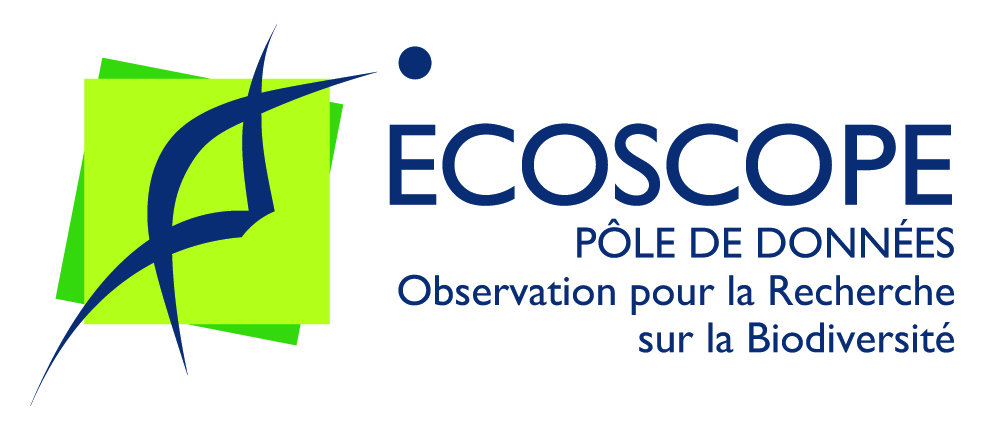 ECOSCOPE
PÔLE DE DONNÉES
Observation pour la Recherche
sur la Biodiversité